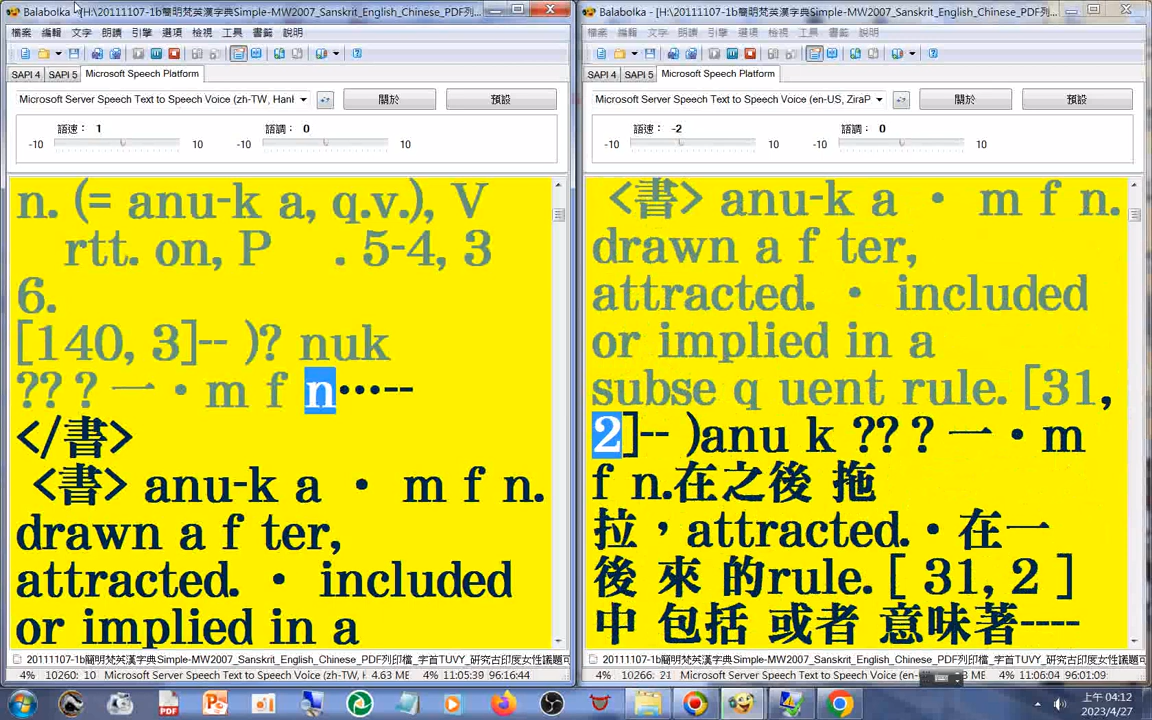 Balabolka - [H:\20111107-1b簡明梵英漢字典Simple-MW2007_Sanskrit_English_Chinese_PDF列...
檔案 編輯 文字 朗讀 引擎 選項 檢視 工具 書籤 說明
SAPI 4 SAPI 5 Microsoft Speech Platform
Microsoft Server Speech Text to Speech Voice (zh-TW, Hanl 關於 預設
語速： 1 語調： 0
-10 10 -10 10
n. (= anu-k a, q.v.), V
rtt. on, P . 5-4, 3
6.
[140, 3]-- )? nuk
?? ? 一 • m f n•••--
</書>
<書> anu-k a • m f n.
drawn a f ter,
attracted. • included
or implied in a
20111107-1b簡明梵英漢字典Simple-MW2007_Sanskrit_English_Chinese_PDF列印檔_字首TUVY_研究古印度女性議題可
4% 10260: 10 Microsoft Server Speech Text to Speech Voice (zh-TW, H 4.63 MB 4% 11:05:39 96:16:44
Balabolka - [H:\20111107-1b簡明梵英漢字典Simple-MW2007_Sanskrit_English_Chinese_PDF列...
檔案 編輯 文字 朗讀 引擎 選項 檢視 工具 書籤 說明
SAPI 4 SAPI 5 Microsoft Speech Platform
Microsoft Server Speech Text to Speech Voice (en-US, ZiraP 關於 預設
語速： -2 語調： 0
-10 10 -10 10
<書> anu-k a • m f n.
drawn a f ter,
attracted. • included
or implied in a
subse q uent rule. [31,
2]-- )anu k ?? ? 一 • m
f n.在之後 拖
拉，attracted.•在一
後 來 的rule. [ 31, 2 ]
中 包括 或者 意味著----
20111107-1b簡明梵英漢字典Simple-MW2007_Sanskrit_English_Chinese_PDF列印檔_字首TUVY_研究古印度女性議題可
4% 10266: 21 Microsoft Server Speech Text to Speech Voice 4% 11:06:04 96:01:09
上午 04:12
2023/4/27